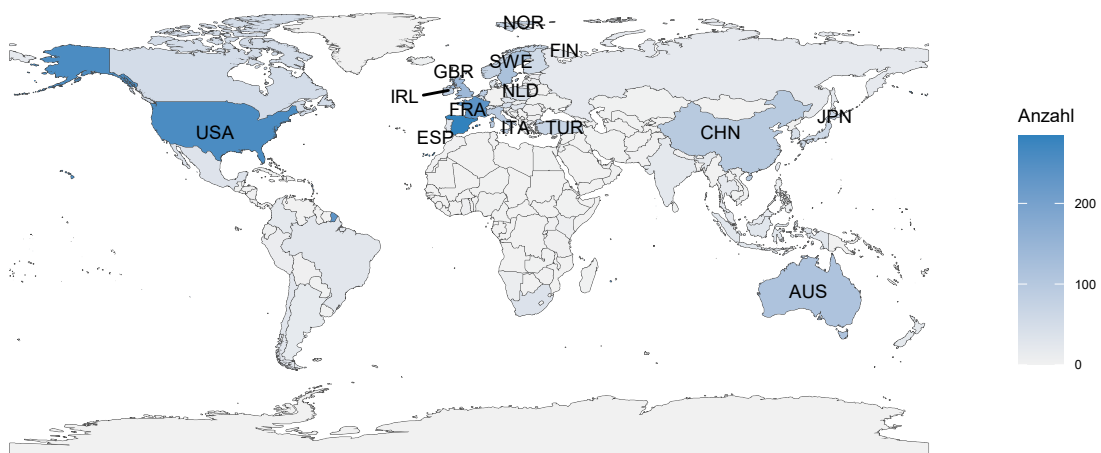 NOR
FIN
SWE
GBR
NLD
IRL
FRA
ESP
ITA
TUR
USA
CHN
JPN
AUS
Anzahl
200
100
0